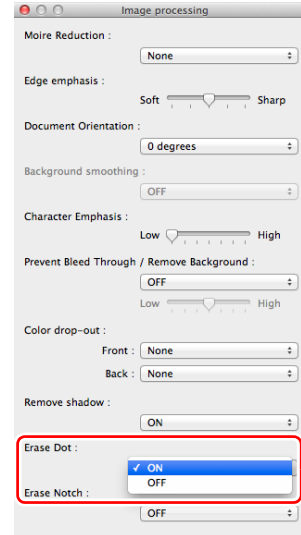 Image processing
Moire Reduction :
None
Edge emphasis :
Soft Sharp
Document Orientation :
0 degrees
Background smoothing :
OFF
Character Emphasis :
Low High
Prevent Bleed Through / Remove Background :
OFF
Low High
Color drop-out :
Front : None
Back : None
Remove shadow :
ON
Erase Dot :
✓ ON
OFF
Erase Notch :
OFF